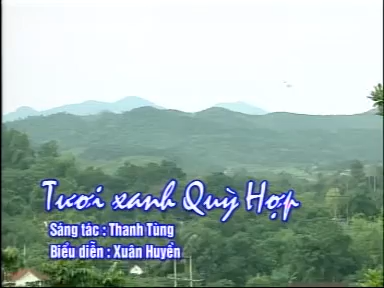 Tươi xanh Quỳ Hợp
Sáng tác : Thanh Tùng
Biểu diễn : Xuân Huyền